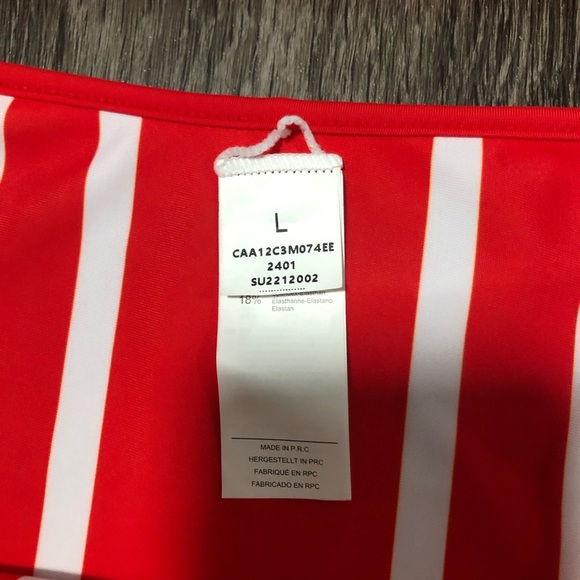 L
CAA12C3M074EE
2401
SU2212002
18%
Elasthanne-Elastano
Elastan
MADE IN P.R.C
HERGESTELLT IN PRC
FABRIQUÉ EN RPC
FABRICADO EN RPC